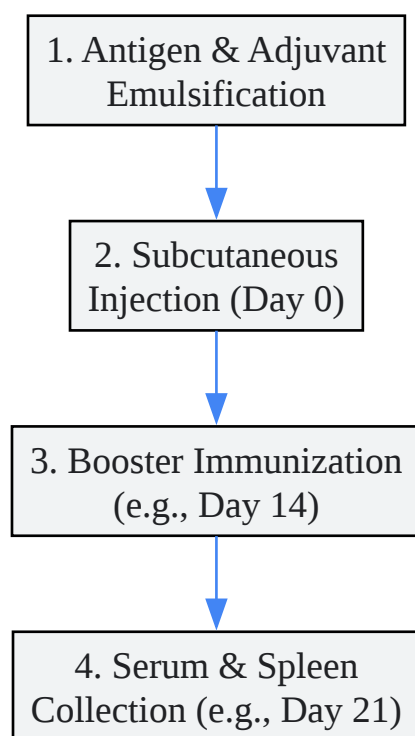 1. Antigen & Adjuvant
Emulsification
2. Subcutaneous
Injection (Day 0)
3. Booster Immunization
(e.g., Day 14)
4. Serum & Spleen
Collection (e.g., Day 21)